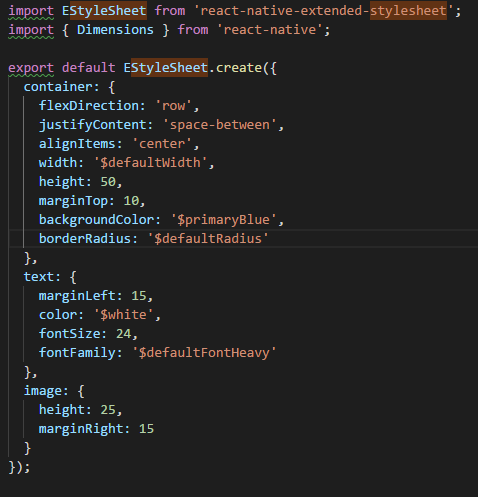 import EStyleSheet from 'react-native-extended-stylesheet';
import { Dimensions } from 'react-native';

export default EStyleSheet.create({
  container: {
    flexDirection: 'row',
    justifyContent: 'space-between',
    alignItems: 'center',
    width: '$defaultWidth',
    height: 50,
    marginTop: 10,
    backgroundColor: '$primaryBlue',
    borderRadius: '$defaultRadius'
  },
  text: {
    marginLeft: 15,
    color: '$white',
    fontSize: 24,
    fontFamily: '$defaultFontHeavy'
  },
  image: {
    height: 25,
    marginRight: 15
  }
});